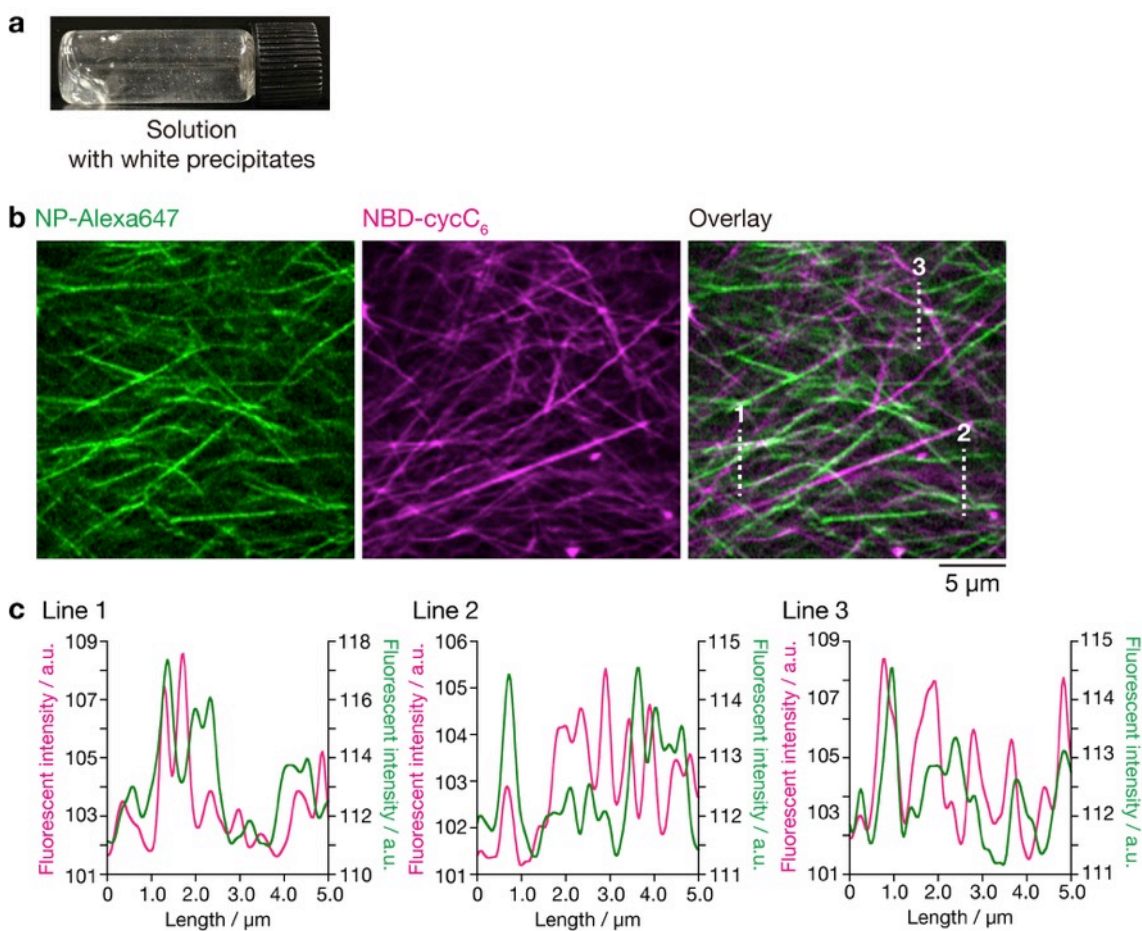 a
Solution
with white precipitates
b NP-Alexa647 NBD-cycC₆ Overlay
3
1
2
5 μm
c Line 1 Line 2 Line 3
109 118 106 115 109 115
107 116 105 114 107 114
105 114 104 113 105 113
103 112 103 112 103 112
102
101 110 101 111 101 111
Fluorescent intensity / a.u. Fluorescent intensity / a.u. Fluorescent intensity / a.u. Fluorescent intensity / a.u. Fluorescent intensity / a.u. Fluorescent intensity / a.u.
0 1.0 2.0 3.0 4.0 5.0 0 1.0 2.0 3.0 4.0 5.0 0 1.0 2.0 3.0 4.0 5.0
Length / μm Length / μm Length / μm